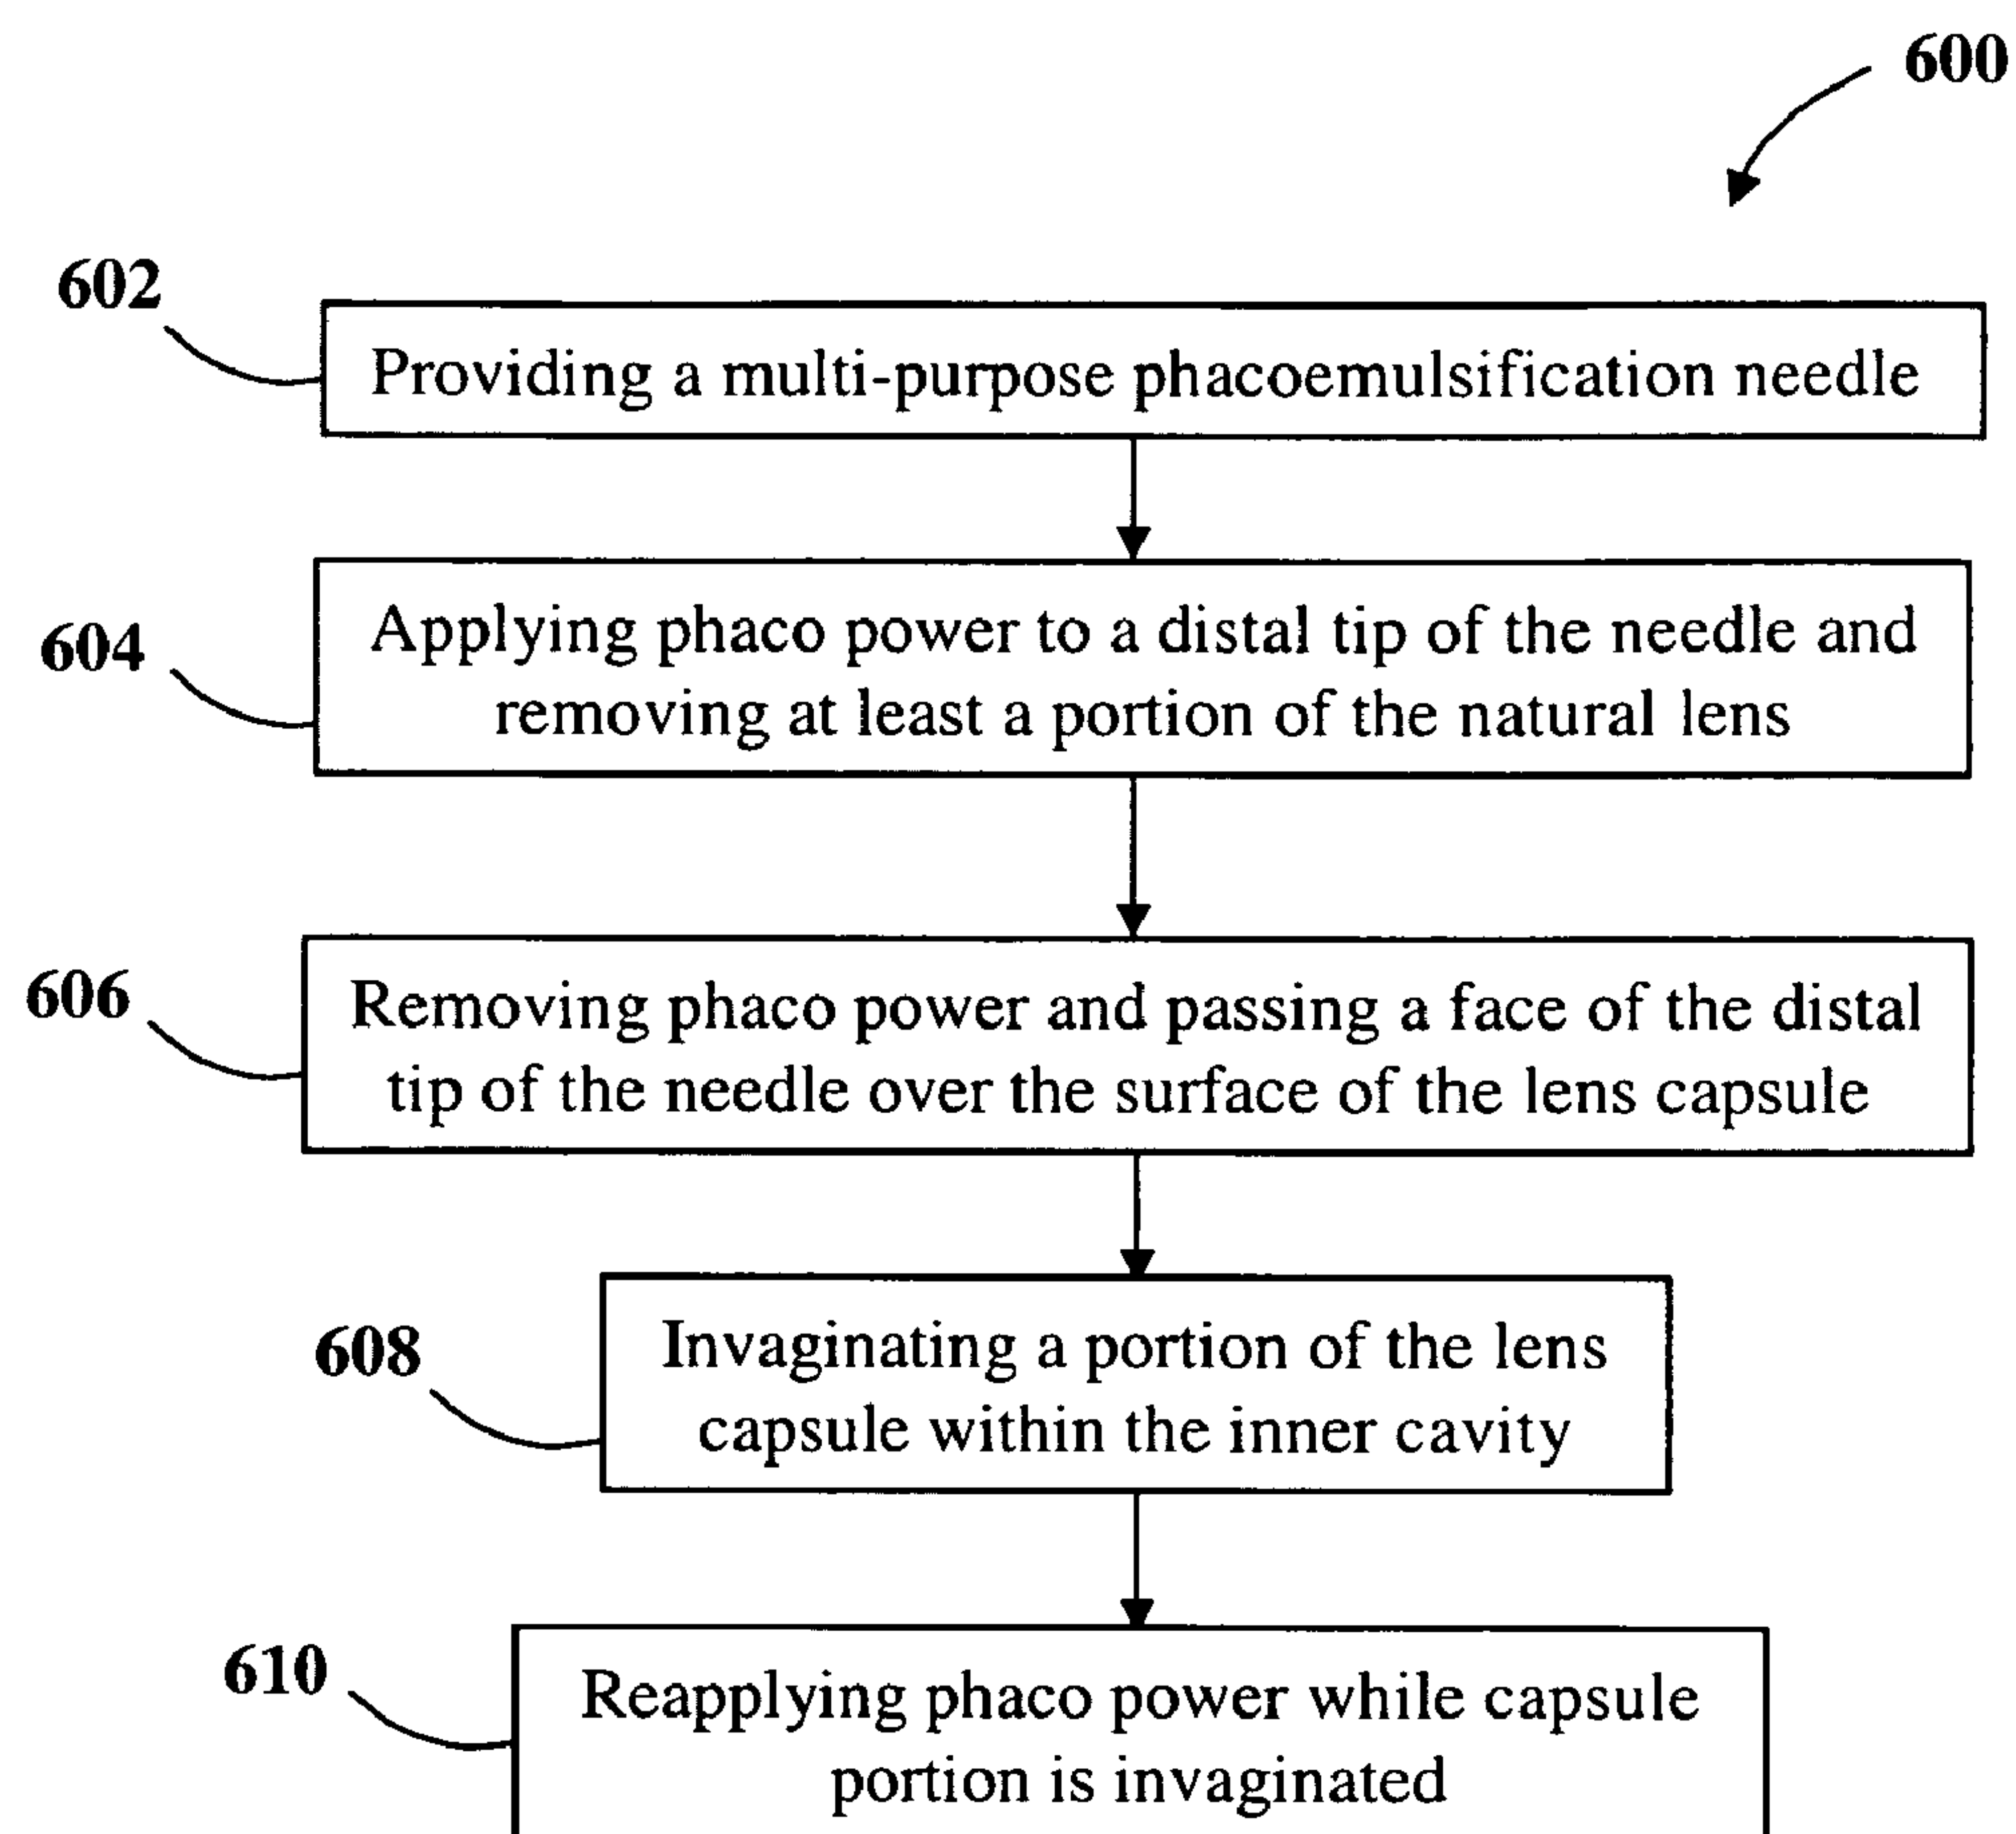 600
602
Providing a multi-purpose phacoemulsification needle
604
Applying phaco power to a distal tip of the needle and
removing at least a portion of the natural lens
606
Removing phaco power and passing a face of the distal
tip of the needle over the surface of the lens capsule
608
Invaginating a portion of the lens
capsule within the inner cavity
610
Reapplying phaco power while capsule
portion is invaginated